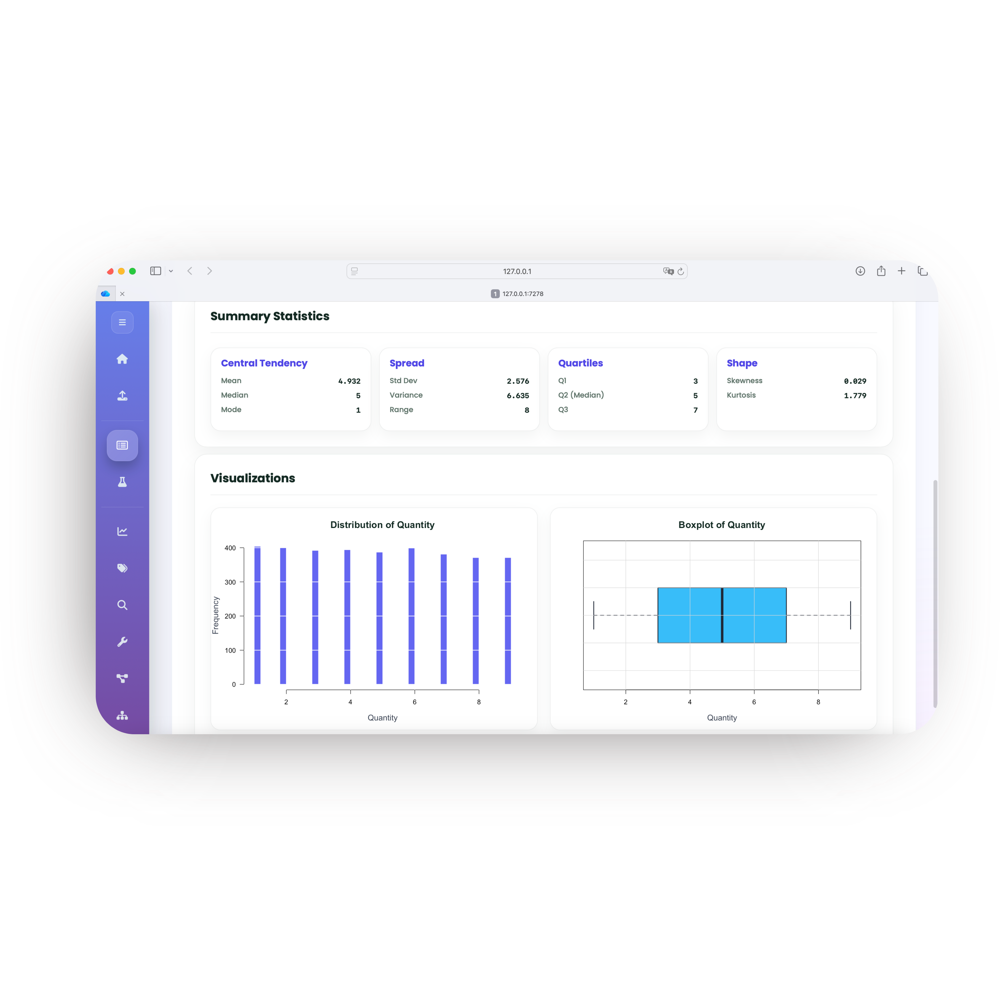 127.0.0.1
1 127.0.0.1:7278
Summary Statistics
Central Tendency
Mean 4.932
Median 5
Mode 1
Spread
Std Dev 2.576
Variance 6.635
Range 8
Quartiles
Q1 3
Q2 (Median) 5
Q3 7
Shape
Skewness 0.029
Kurtosis 1.779
Visualizations
Distribution of Quantity
Frequency
400
300
200
100
0
2 4 6 8
Quantity
Boxplot of Quantity
2 4 6 8
Quantity